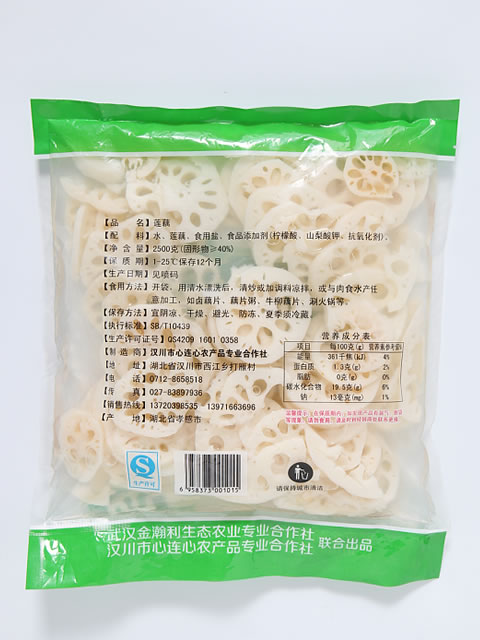 【品 名】莲藕
【配 料】水、莲藕、食用盐、食品添加剂(柠檬酸、山梨酸钾、抗氧化剂)。
【净 含 量】2500克(固形物≥40%)
【保 质 期】1-25℃保存12个月
【生产日期】见喷码
【食用方法】开袋,用清水漂洗后,清炒或加调料凉拌,或与肉食水产任
意加工,如卤藕片、藕片粥、牛柳藕片、涮火锅等。
【保存方法】宜阴凉、干燥、避光、防冻、夏季须冷藏。
【执行标准】SB/T10439
【生产许可证号】QS4209 1601 0358
【制 造 商】汉川市心连心农产品专业合作社
【地 址】湖北省汉川市西江乡打雁村
【电 话】0712-8658518
【传 真】027-83897936
【销售热线】13720398535 13971663696
【产 地】湖北省孝感市
营养成分表
项目 每100克(g) 营养素参考值%
能量 361千焦(kJ) 4%
蛋白质 1.3克(g) 2%
脂肪 0克(g) 0%
碳水化合物 19.5克(g) 6%
钠 13毫克(mg) 1%
生产许可
6 958373 001015
请保持城市清洁
武汉金瀚利生态农业专业合作社
汉川市心连心农产品专业合作社 联合出品